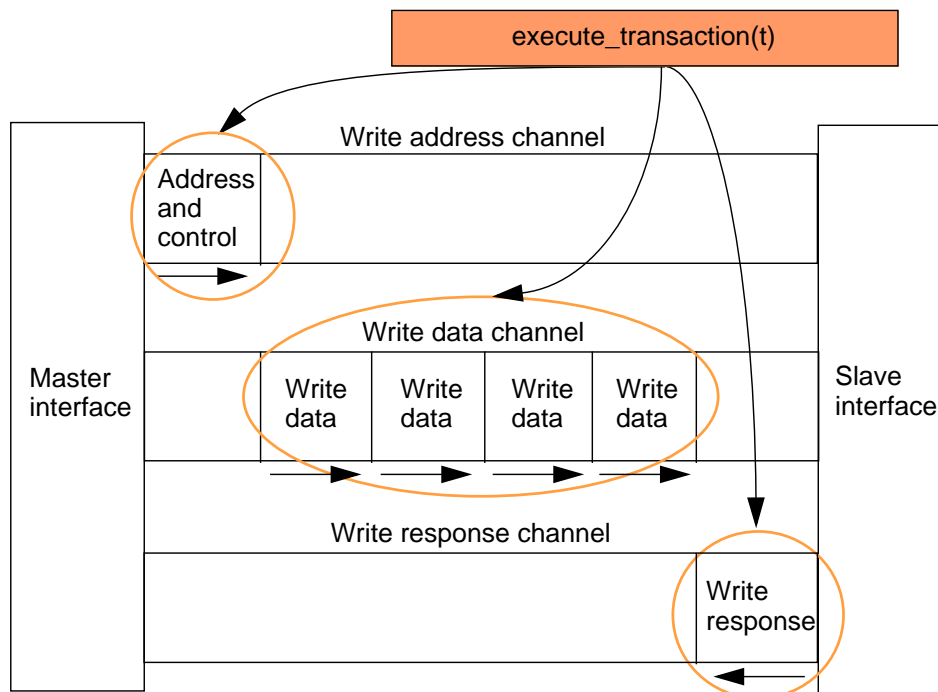 execute_transaction(t)
Write address channel
Address
and
control
Write data channel
Master
interface
Write
data
Write
data
Write
data
Write
data
Slave
interface
Write response channel
Write
response